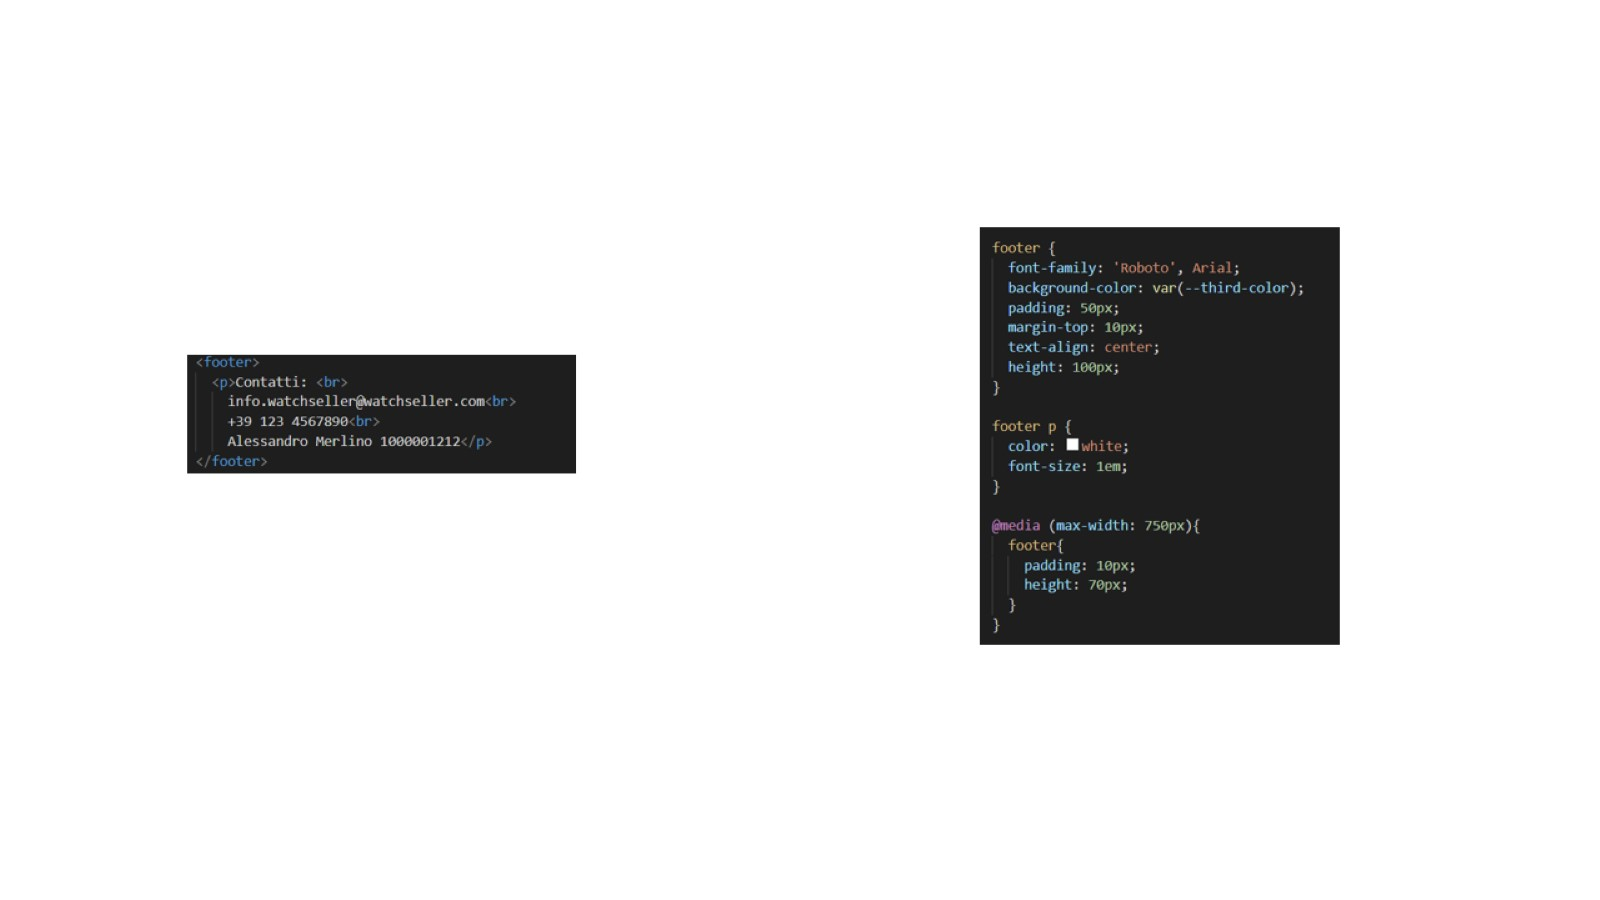 <footer>
<p>Contatti: <br>
info.watchseller@watchseller.com<br>
+39 123 4567890<br>
Alessandro Merlino 1000001212</p>
</footer>
footer {
font-family: 'Roboto', Arial;
background-color: var(--third-color);
padding: 50px;
margin-top: 10px;
text-align: center;
height: 100px;
}
footer p {
color: white;
font-size: 1em;
}
@media (max-width: 750px){
footer{
padding: 10px;
height: 70px;
}
}